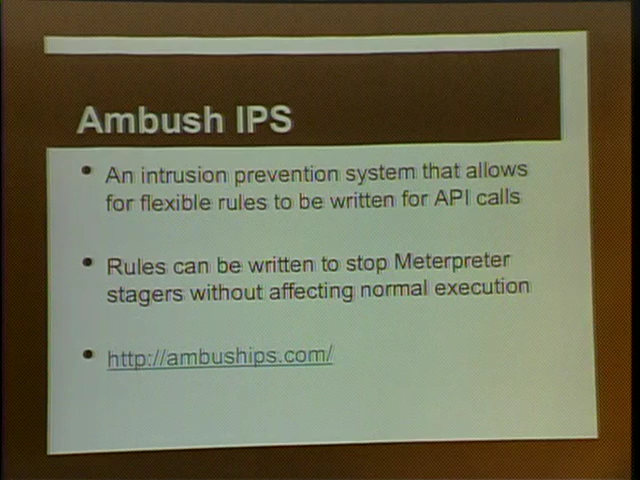 Ambush IPS
• An intrusion prevention system that allows
for flexible rules to be written for API calls
• Rules can be written to stop Meterpreter
stagers without affecting normal execution
• http://ambuships.com/